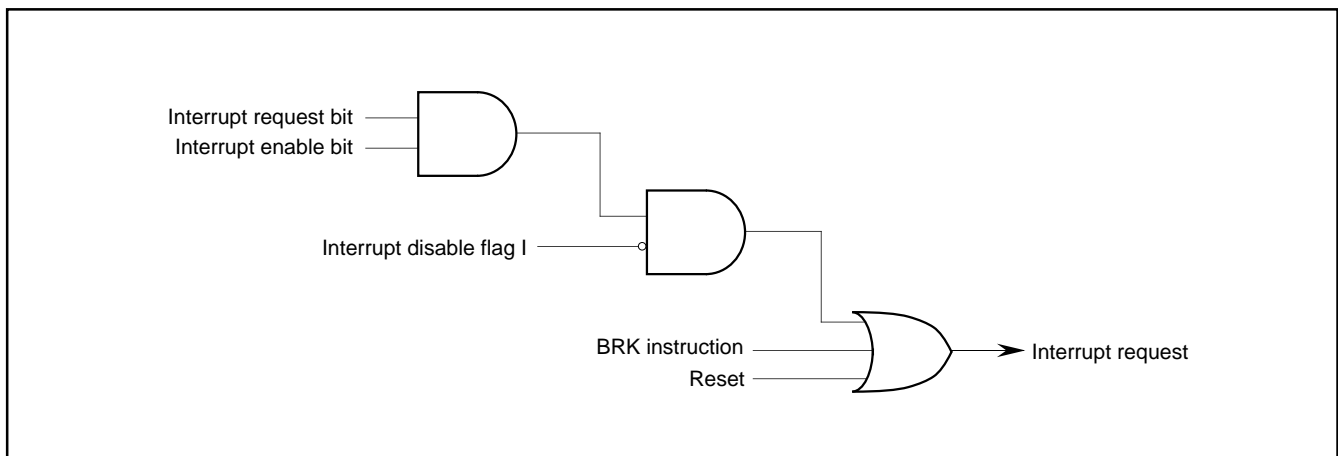 Interrupt request bit
Interrupt enable bit
Interrupt disable flag I
BRK instruction
Reset
Interrupt request